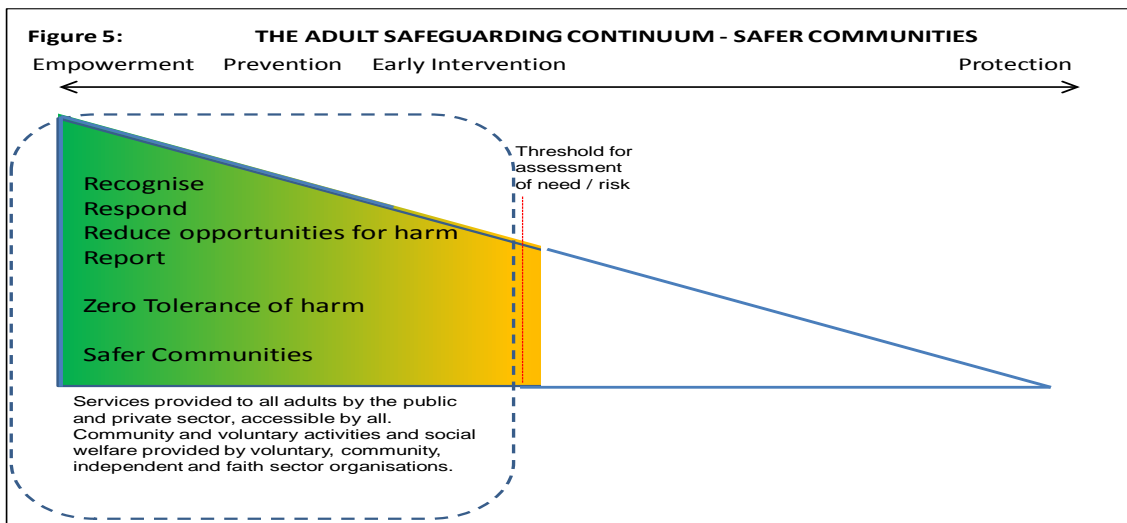 Figure 5: THE ADULT SAFEGUARDING CONTINUUM - SAFER COMMUNITIES
Empowerment Prevention Early Intervention Protection
Threshold for
assessment
of need / risk
Recognise
Respond
Reduce opportunities for harm
Report
Zero Tolerance of harm
Safer Communities
Services provided to all adults by the public
and private sector, accessible by all.
Community and voluntary activities and social
welfare provided by voluntary, community,
independent and faith sector organisations.